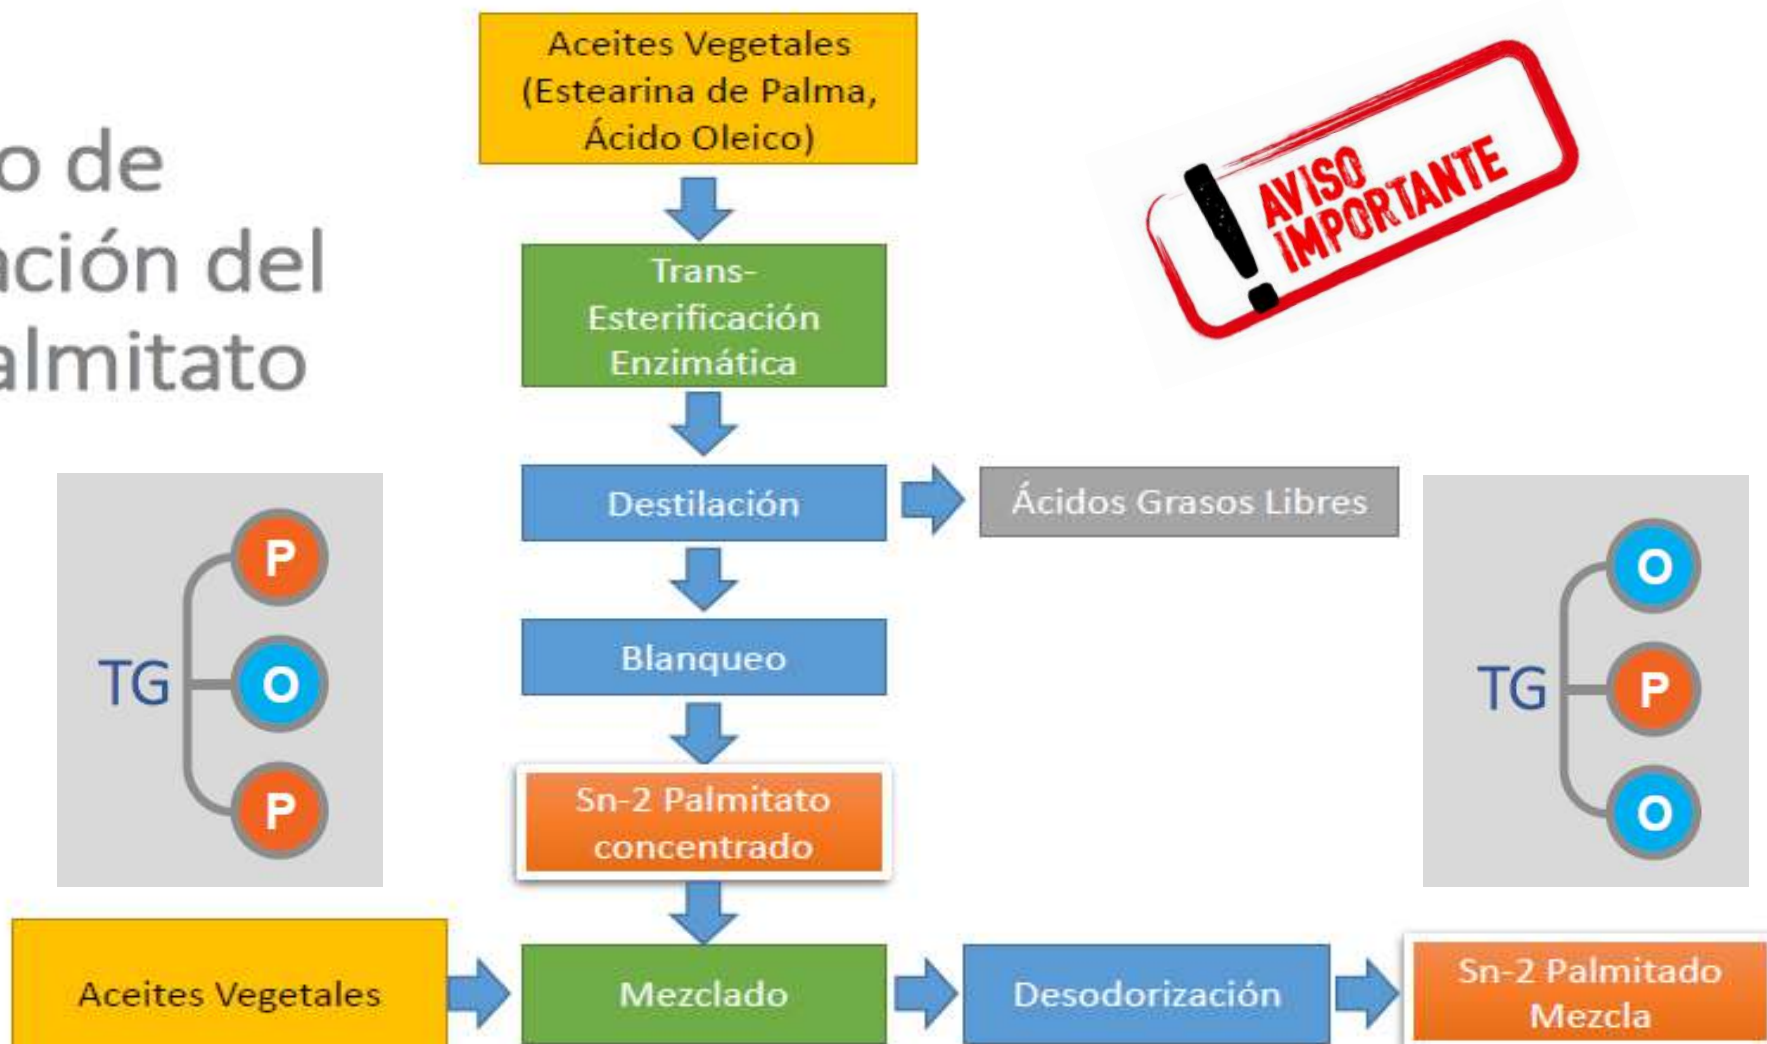 o de
ación del
almitato
Aceites Vegetales
(Estearina de Palma,
Ácido Oleico)
AVISO
IMPORTANTE
Trans-
Esterificación
Enzimática
Destilación
Ácidos Grasos Libres
Blanqueo
TG
P
O
P
TG
O
P
O
Sn-2 Palmitato
concentrado
Aceites Vegetales
Mezclado
Desodorización
Sn-2 Palmitado
Mezcla